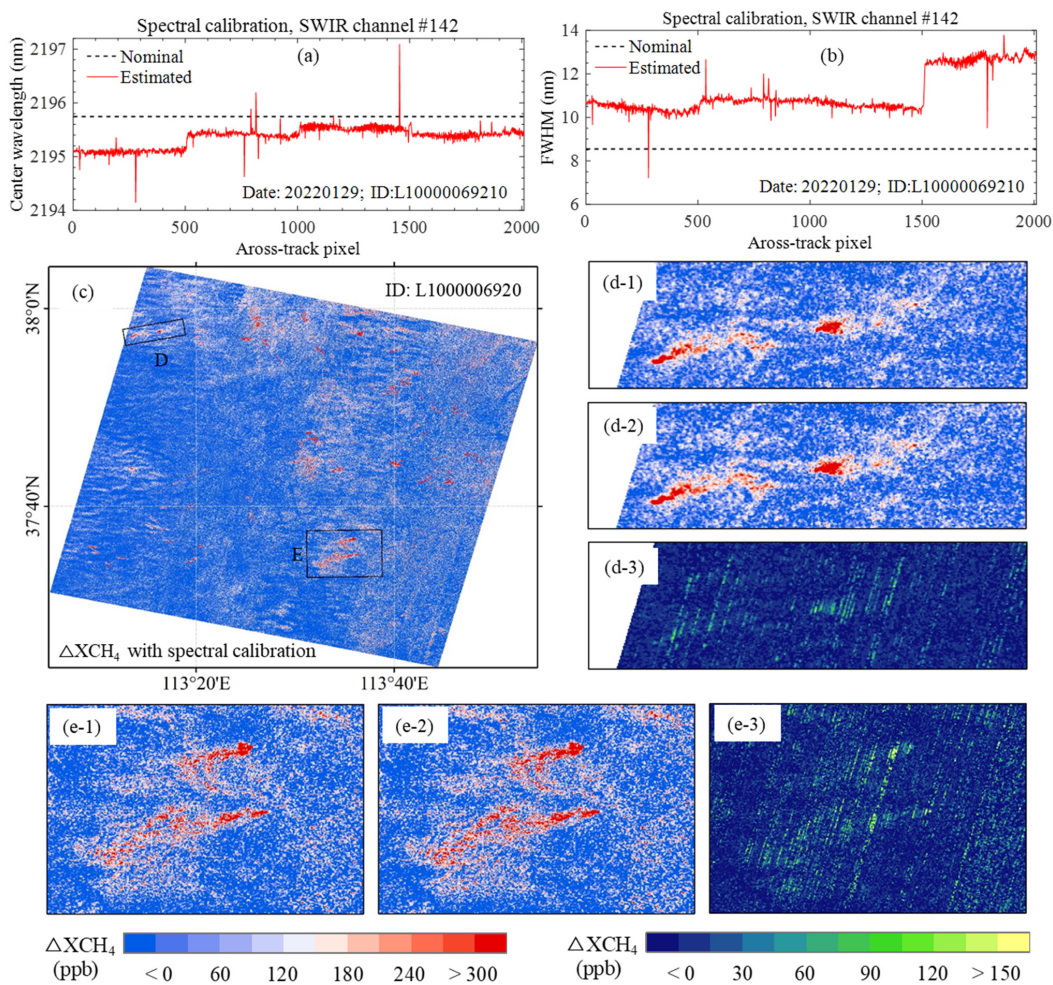 Spectral calibration, SWIR channel #142
2197
2196
2195
2194
Center wavelength (nm)
Nominal
Estimated
(a)
Date: 20220129; ID:L10000069210
0 500 1000 1500 2000
Aross-track pixel
Spectral calibration, SWIR channel #142
14
12
10
8
6
FWHM (nm)
Nominal
Estimated
(b)
Date: 20220129; ID:L10000069210
0 500 1000 1500 2000
Aross-track pixel
(c)
ID: L1000006920
38°0'N
37°40'N
D
E
△XCH₄ with spectral calibration
113°20'E 113°40'E
(d-1)
(d-2)
(d-3)
(e-1)
(e-2)
(e-3)
△XCH₄
(ppb)
< 0 60 120 180 240 > 300
△XCH₄
(ppb)
< 0 30 60 90 120 > 150